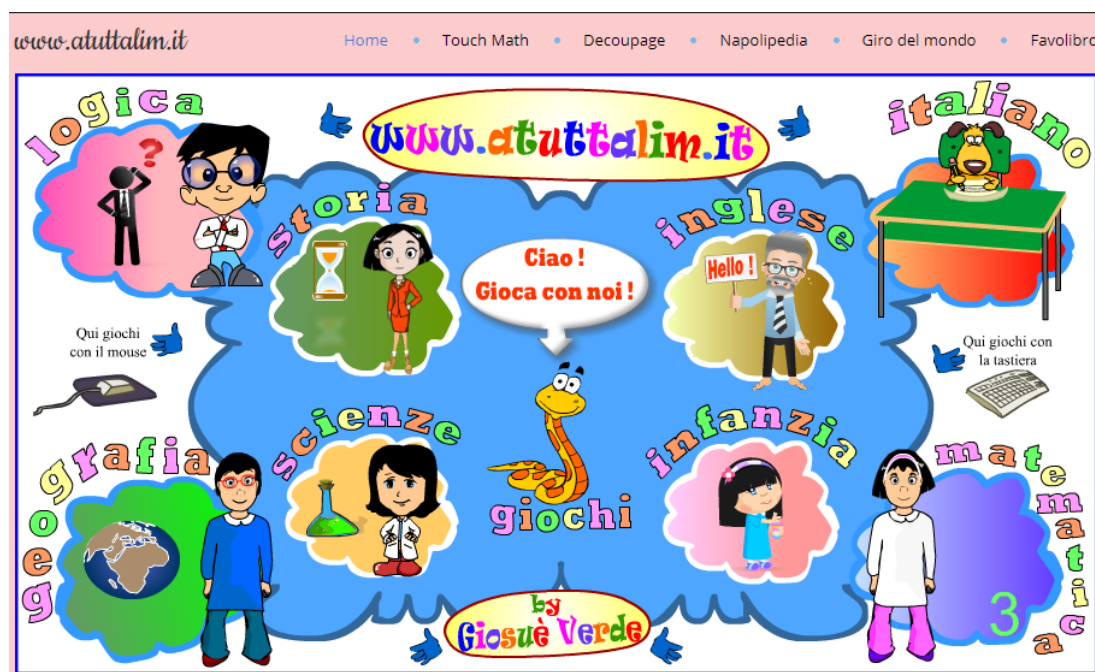 www.atuttalim.it
Home • Touch Math • Decoupage • Napolipedia • Giro del mondo • Favolibro
logica
www.atuttalim.it
italiano
storia
inglese
Ciao !
Gioca con noi !
Hello !
Qui giochi
con il mouse
Qui giochi con
la tastiera
geografia
scienze
infanzia
matematica
giochi
3
by
Giosuè Verde